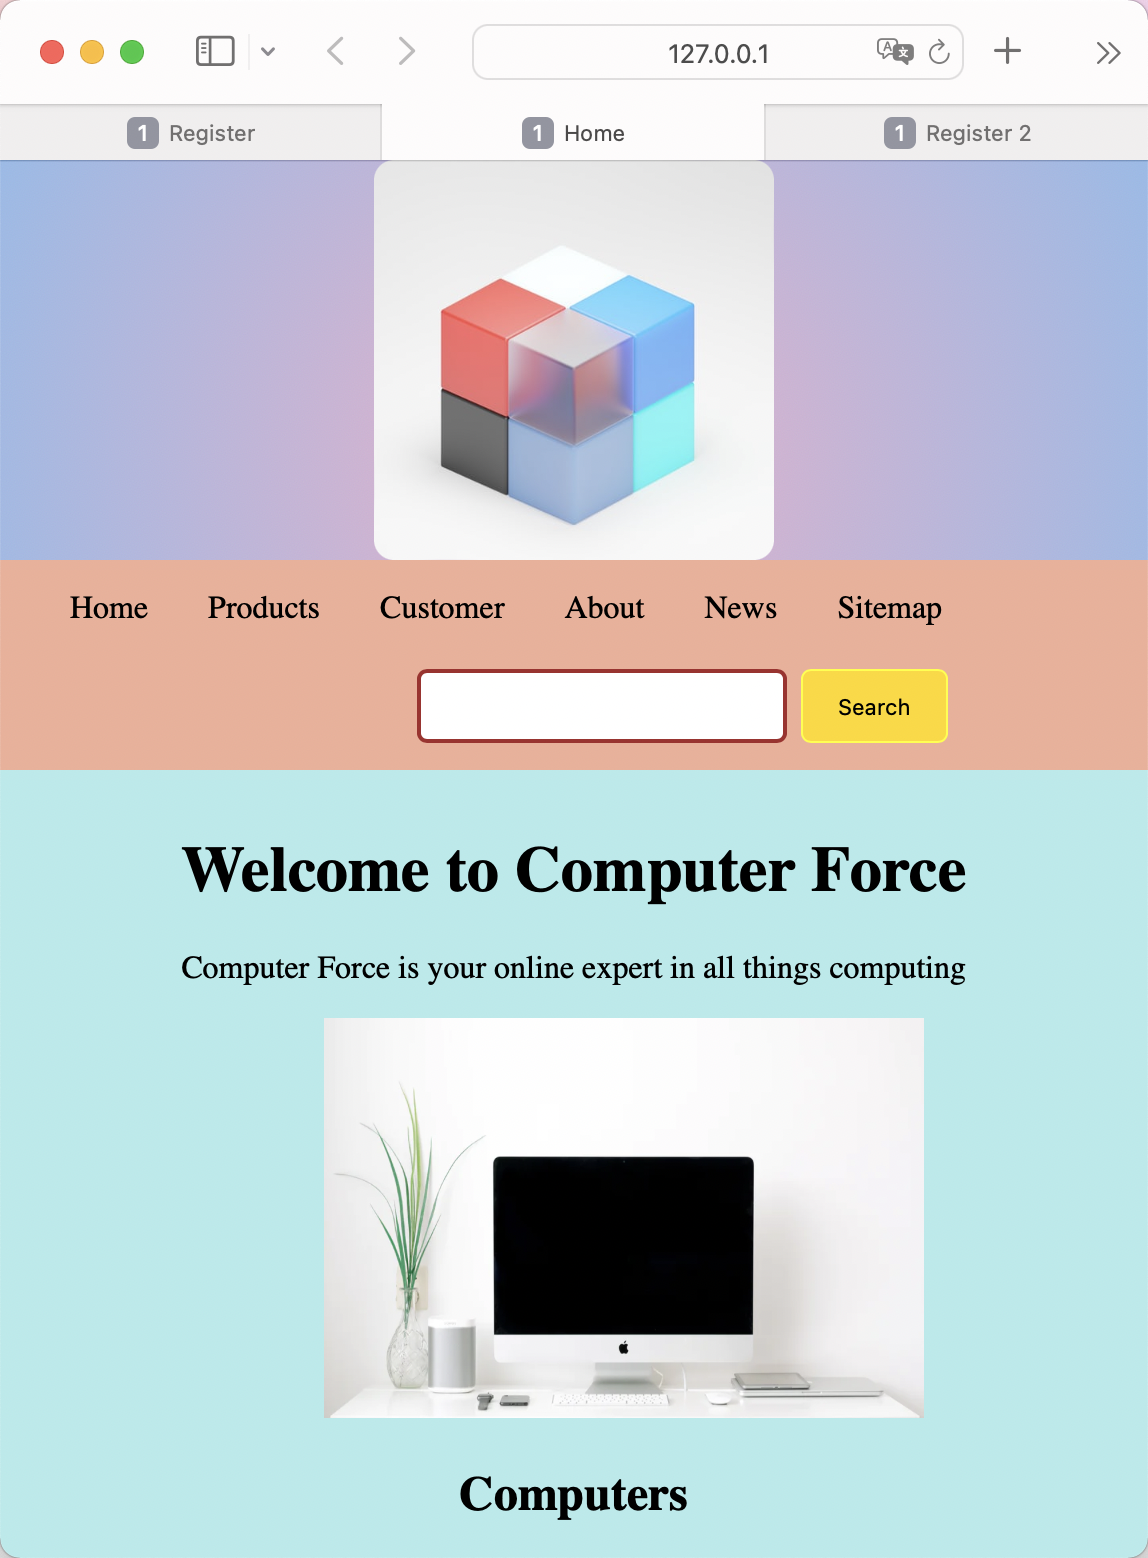 127.0.0.1
1 Register
1 Home
1 Register 2
Home Products Customer About News Sitemap
Search
Welcome to Computer Force
Computer Force is your online expert in all things computing
Computers